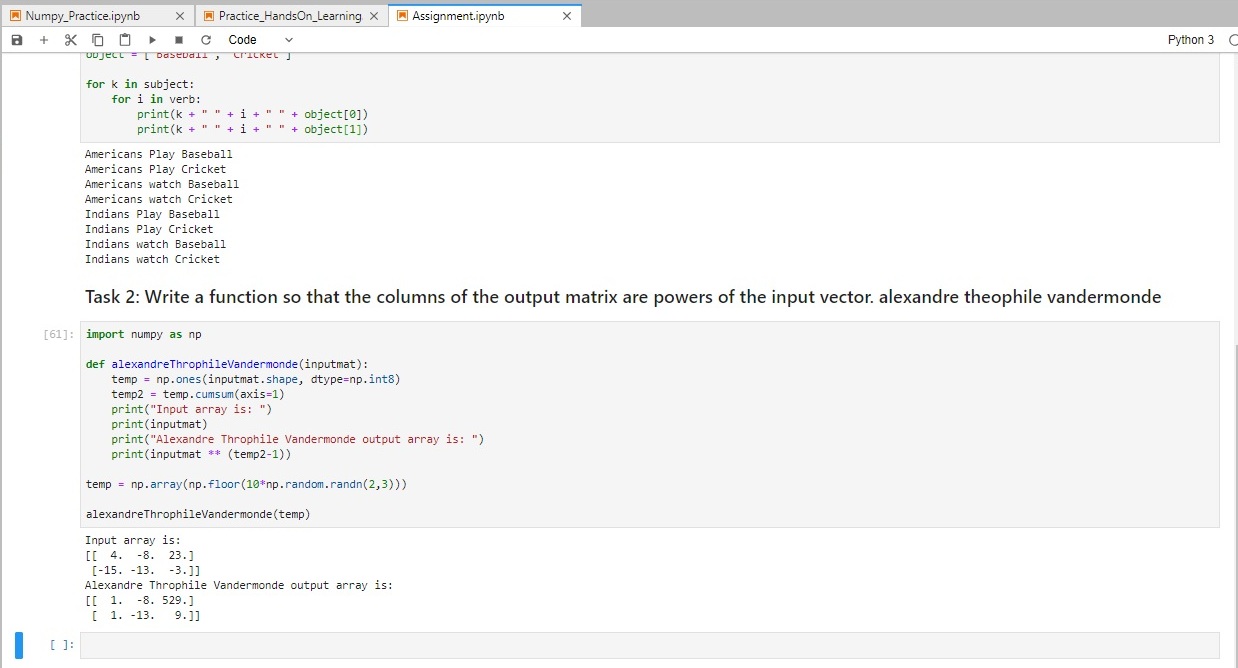 Numpy_Practice.ipynb
Practice_HandsOn_Learning.
Assignment.ipynb
Code
Python 3
object = [ "Baseball", "Cricket" ]
for k in subject:
for i in verb:
print(k + " " + i + " " + object[0])
print(k + " " + i + " " + object[1])
Americans Play Baseball
Americans Play Cricket
Americans watch Baseball
Americans watch Cricket
Indians Play Baseball
Indians Play Cricket
Indians watch Baseball
Indians watch Cricket
Task 2: Write a function so that the columns of the output matrix are powers of the input vector. alexandre theophile vandermonde
[61]:
import numpy as np
def alexandreThrophileVandermonde(inputmat):
temp = np.ones(inputmat.shape, dtype=np.int8)
temp2 = temp.cumsum(axis=1)
print("Input array is: ")
print(inputmat)
print("Alexandre Throphile Vandermonde output array is: ")
print(inputmat ** (temp2-1))
temp = np.array(np.floor(10*np.random.randn(2,3)))
alexandreThrophileVandermonde(temp)
Input array is:
[[ 4. -8. 23.]
[-15. -13. -3.]]
Alexandre Throphile Vandermonde output array is:
[[ 1. -8. 529.]
[ 1. -13. 9.]]
[ ]: